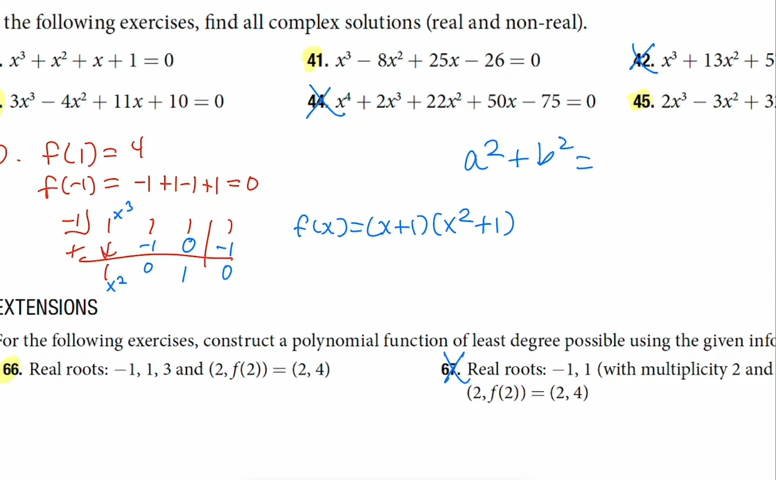 the following exercises, find all complex solutions (real and non-real).
. x³ + x² + x + 1 = 0
41. x³ − 8x² + 25x − 26 = 0
42. x³ + 13x² + 5
. 3x³ − 4x² + 11x + 10 = 0
44. x⁴ + 2x³ + 22x² + 50x − 75 = 0
45. 2x³ − 3x² + 3
0. f(1) = 4
a² + b² =
f(-1) = -1+1-1+1 = 0
-1| 1 x³ 1 1 1
f(x)=(x+1)(x²+1)
+ ↓ -1 0 -1
1 0 1 0
x²
EXTENSIONS
For the following exercises, construct a polynomial function of least degree possible using the given info
66. Real roots: −1, 1, 3 and (2, f(2)) = (2, 4)
67. Real roots: −1, 1 (with multiplicity 2 and
(2, f(2)) = (2, 4)